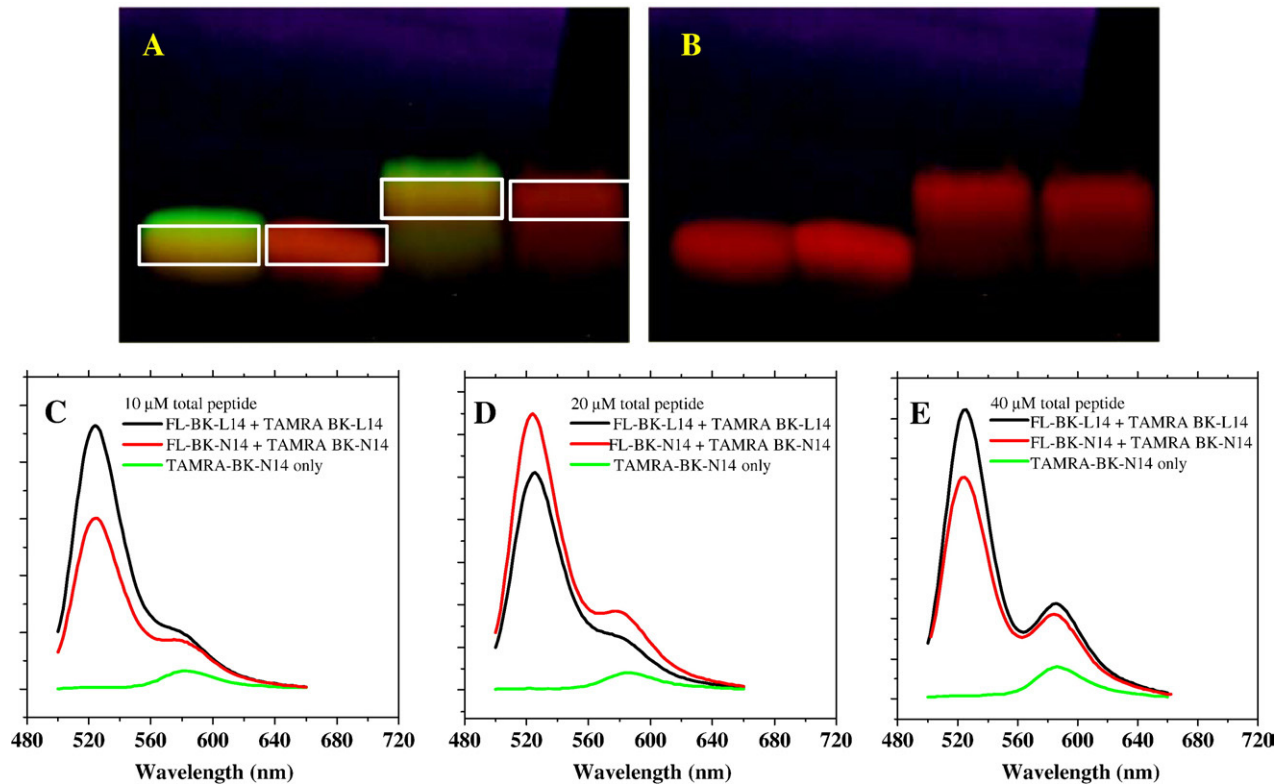 A
B
C
10 µM total peptide
FL-BK-L14 + TAMRA BK-L14
FL-BK-N14 + TAMRA BK-N14
TAMRA-BK-N14 only
480 520 560 600 640 680 720
Wavelength (nm)
D
20 µM total peptide
FL-BK-L14 + TAMRA BK-L14
FL-BK-N14 + TAMRA BK-N14
TAMRA-BK-N14 only
480 520 560 600 640 680 720
Wavelength (nm)
E
40 µM total peptide
FL-BK-L14 + TAMRA BK-L14
FL-BK-N14 + TAMRA BK-N14
TAMRA-BK-N14 only
480 520 560 600 640 680 720
Wavelength (nm)